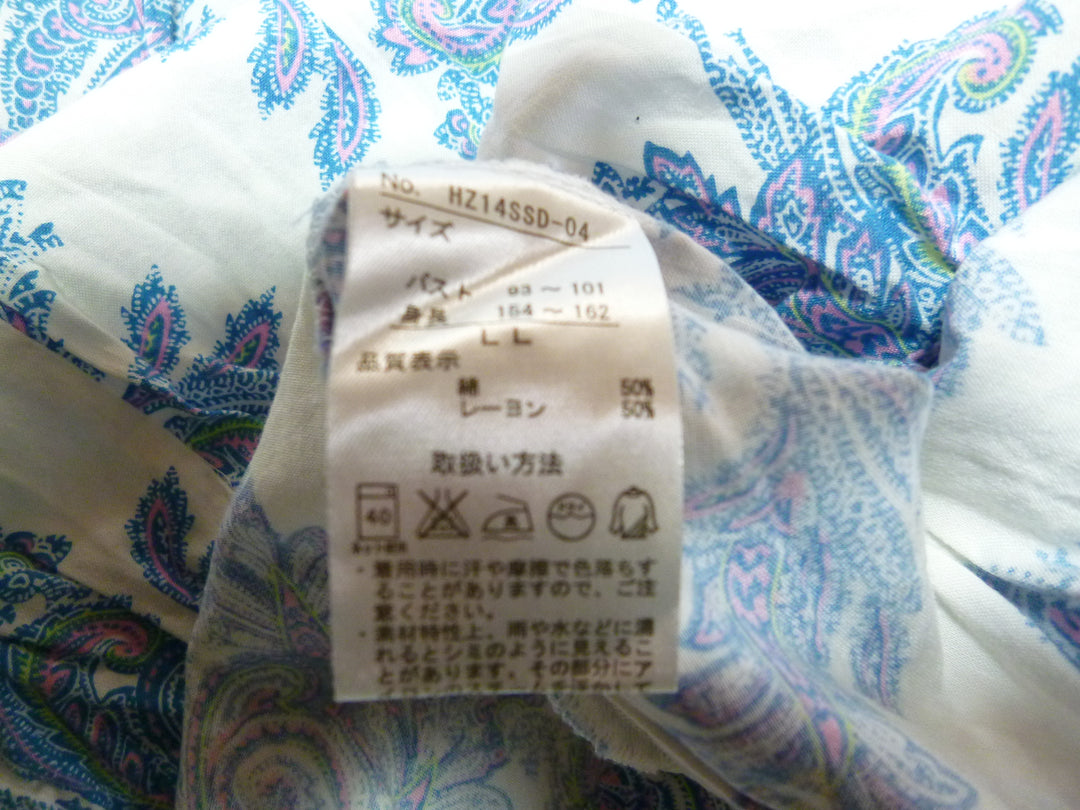 No. HZ14SSD-04
サイズ
バスト 93 ～ 101
身長 154 ～ 162
LL
品質表示
綿 50%
レーヨン 50%
取扱い方法
40
・着用時に汗や摩擦で色落ちす
ることがありますので、ご注
意ください。
・素材特性上、雨や水などに濡
れるとシミのように見えるこ
とがあります。その部分にア